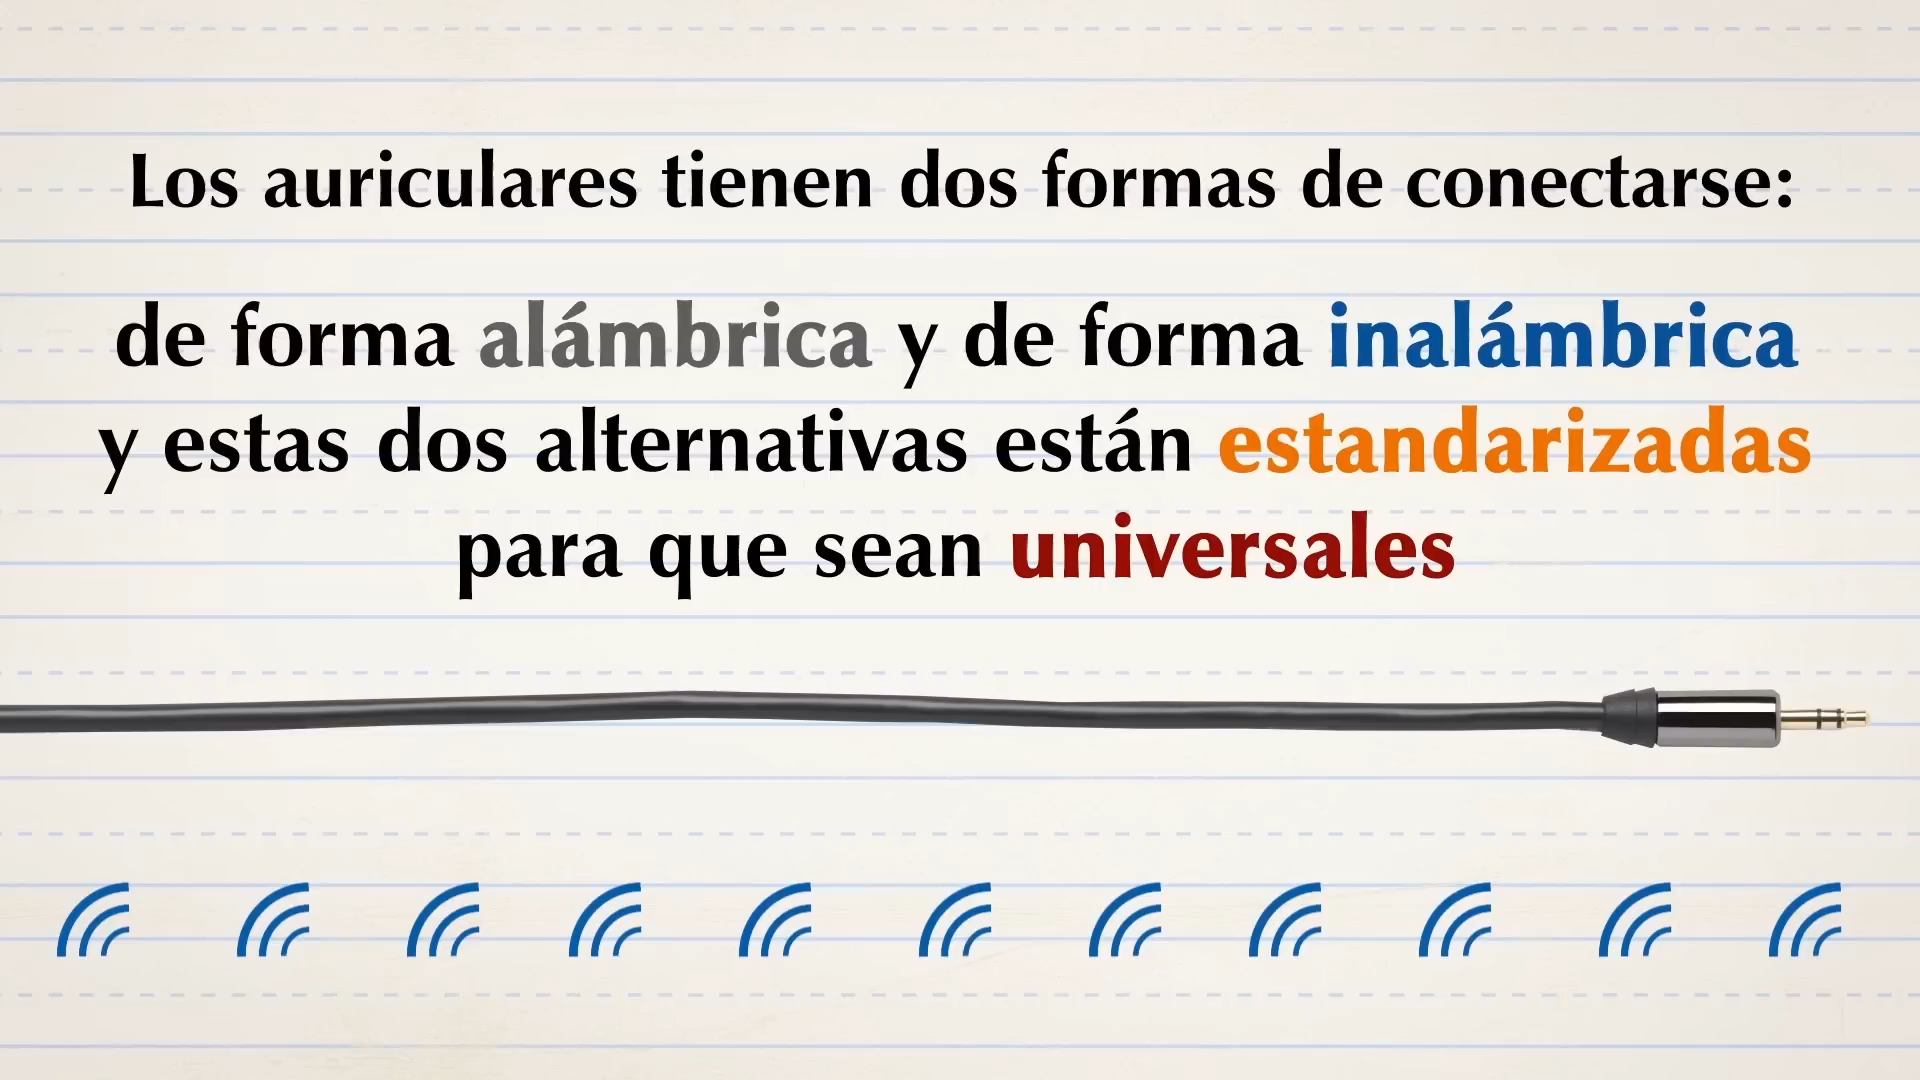 Los auriculares tienen dos formas de conectarse:
de forma alámbrica y de forma inalámbrica
y estas dos alternativas están estandarizadas
para que sean universales